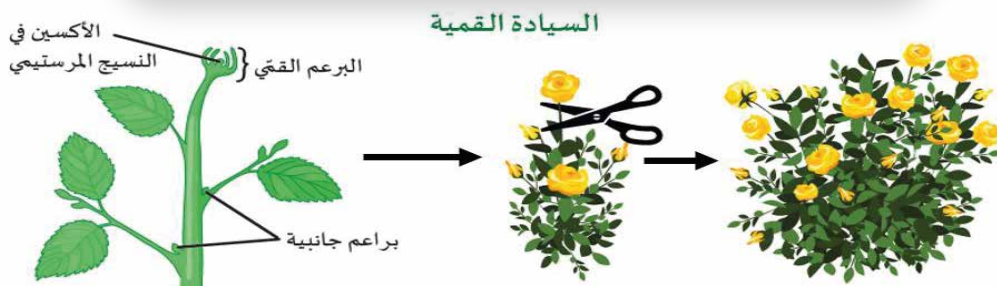 السيادة القمية
الأكسين في
النسيج المرستيمي
البرعم القمّي
براعم جانبية